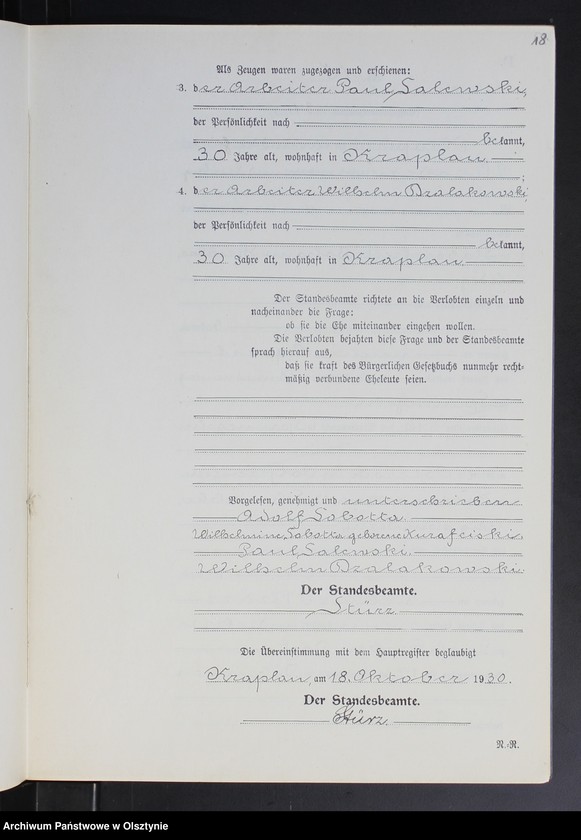 18
Als Zeugen waren zugezogen und erschienen:
3. der Arbeiter Paul Salewski,
der Persönlichkeit nach
bekannt,
30 Jahre alt, wohnhaft in Kraplau
;
4. der Arbeiter Wilhelm Dzalakowski,
der Persönlichkeit nach
bekannt,
30 Jahre alt, wohnhaft in Kraplau
Der Standesbeamte richtete an die Verlobten einzeln und
nacheinander die Frage:
ob sie die Ehe miteinander eingehen wollen.
Die Verlobten bejahten diese Frage und der Standesbeamte
sprach hierauf aus,
daß sie kraft des Bürgerlichen Gesetzbuchs nunmehr recht-
mäßig verbundene Eheleute seien.
Vorgelesen, genehmigt und unterschrieben
Adolf Sobotta
Wilhelmine Sobotta geborene Kurafeiski
Paul Salewski.
Wilhelm Dzalakowski
Der Standesbeamte.
Stürz
Die Übereinstimmung mit dem Hauptregister beglaubigt
Kraplau, am 18. Oktober 1930.
Der Standesbeamte.
Stürz.
R.-R.
Archiwum Państwowe w Olsztynie